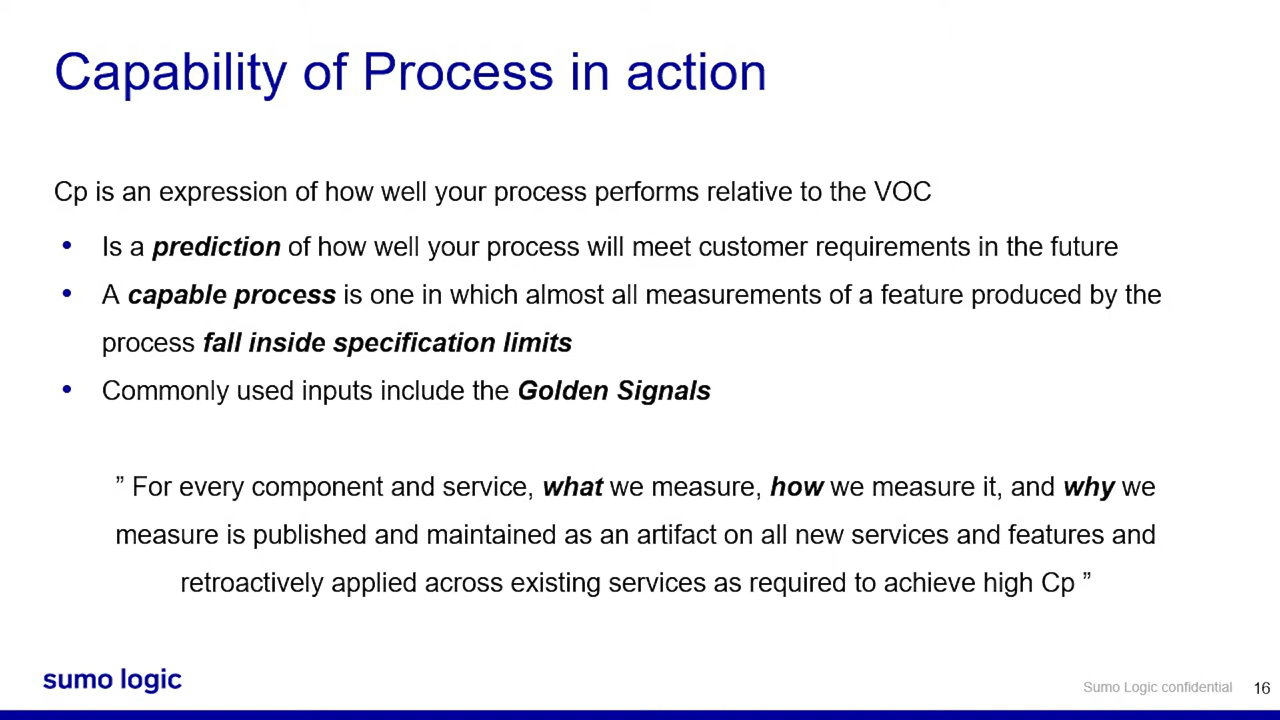 Capability of Process in action
Cp is an expression of how well your process performs relative to the VOC
• Is a prediction of how well your process will meet customer requirements in the future
• A capable process is one in which almost all measurements of a feature produced by the
process fall inside specification limits
• Commonly used inputs include the Golden Signals
” For every component and service, what we measure, how we measure it, and why we
measure is published and maintained as an artifact on all new services and features and
retroactively applied across existing services as required to achieve high Cp ”
sumo logic
Sumo Logic confidential 16